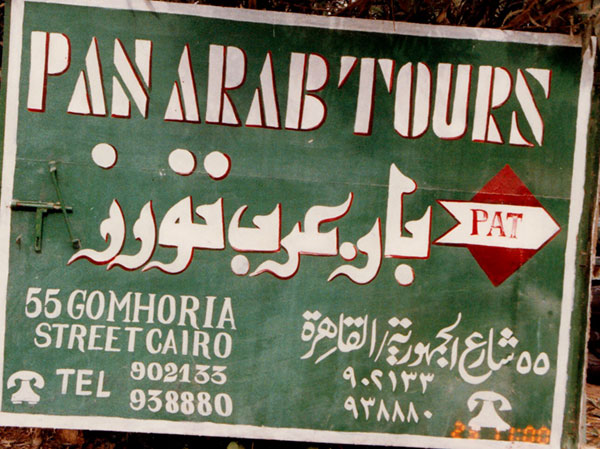 PAN ARAB TOURS
بان عرب تورز
PAT
55 GOMHORIA
STREET CAIRO
TEL 902133
938880
٥٥ شارع الجمهورية / القاهرة
٩٠٢١٣٣
٩٣٨٨٨٠